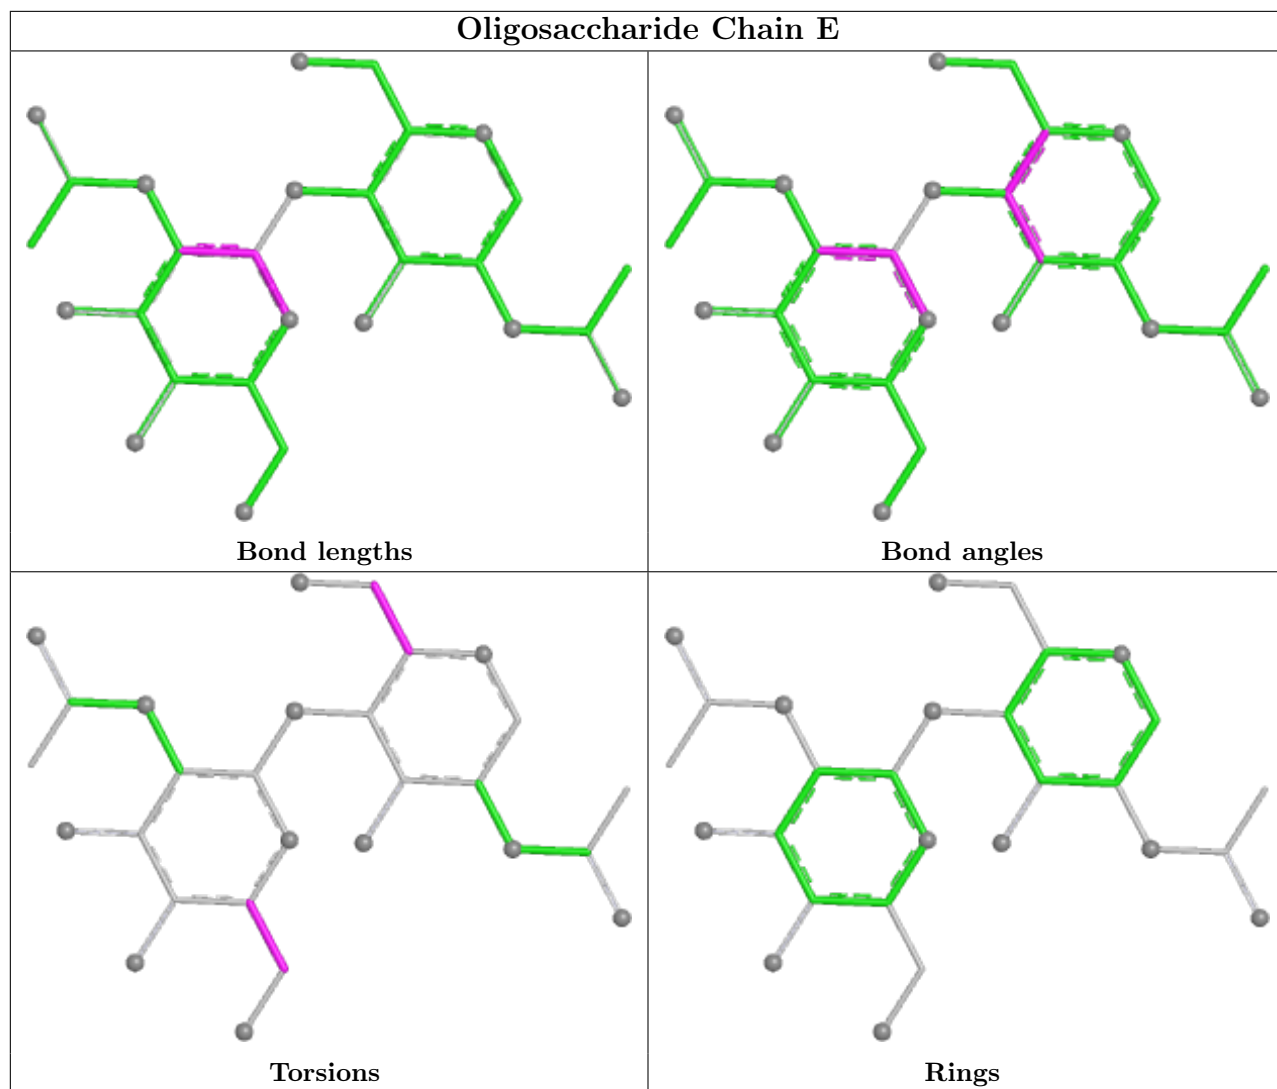 Oligosaccharide Chain E
Bond lengths
Bond angles
Torsions
Rings